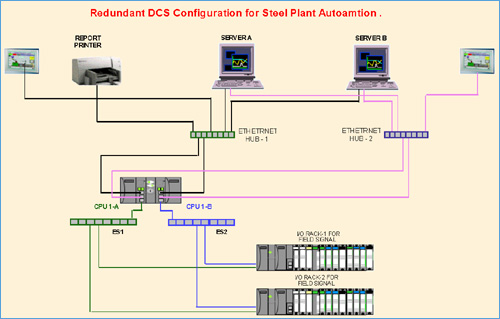 Redundant DCS Configuration for Steel Plant Autoamtion .
REPORT
PRINTER
SERVER A
SERVER B
ETHETRNET
HUB - 1
ETHETRNET
HUB - 2
CPU 1-A
CPU 1-B
ES1
ES2
I/O RACK-1 FOR
FIELD SIGNAL
I/O RACK-2 FOR
FIELD SIGNAL